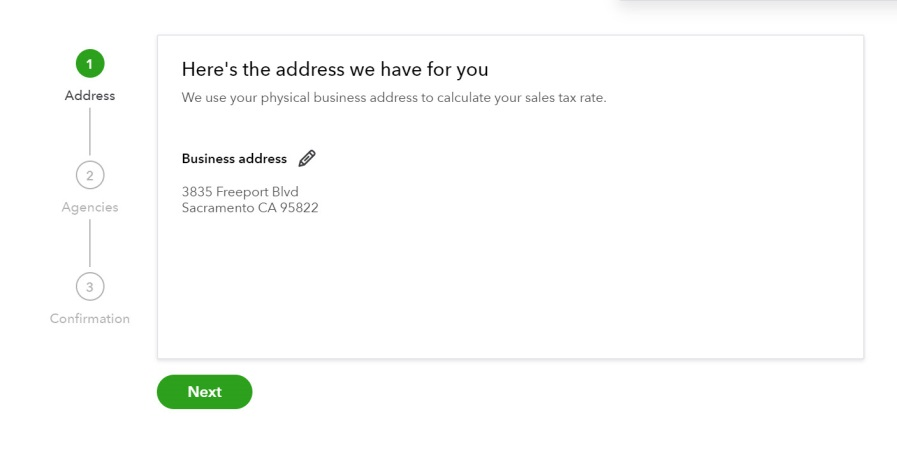 1
Address
2
Agencies
3
Confirmation
Here's the address we have for you
We use your physical business address to calculate your sales tax rate.
Business address
3835 Freeport Blvd
Sacramento CA 95822
Next